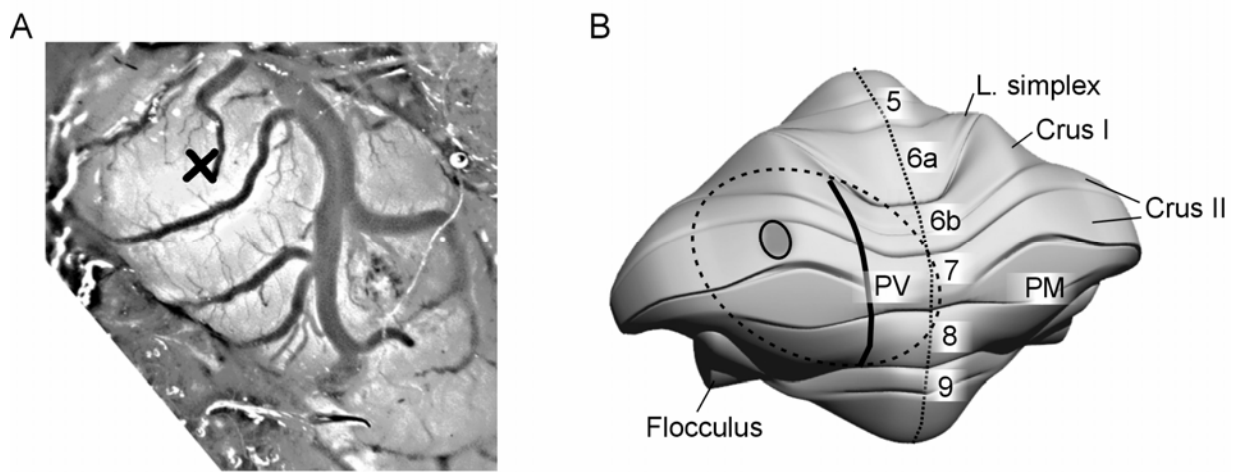 A
B
5
L. simplex
Crus I
6a
Crus II
6b
7
PV
PM
8
9
Flocculus